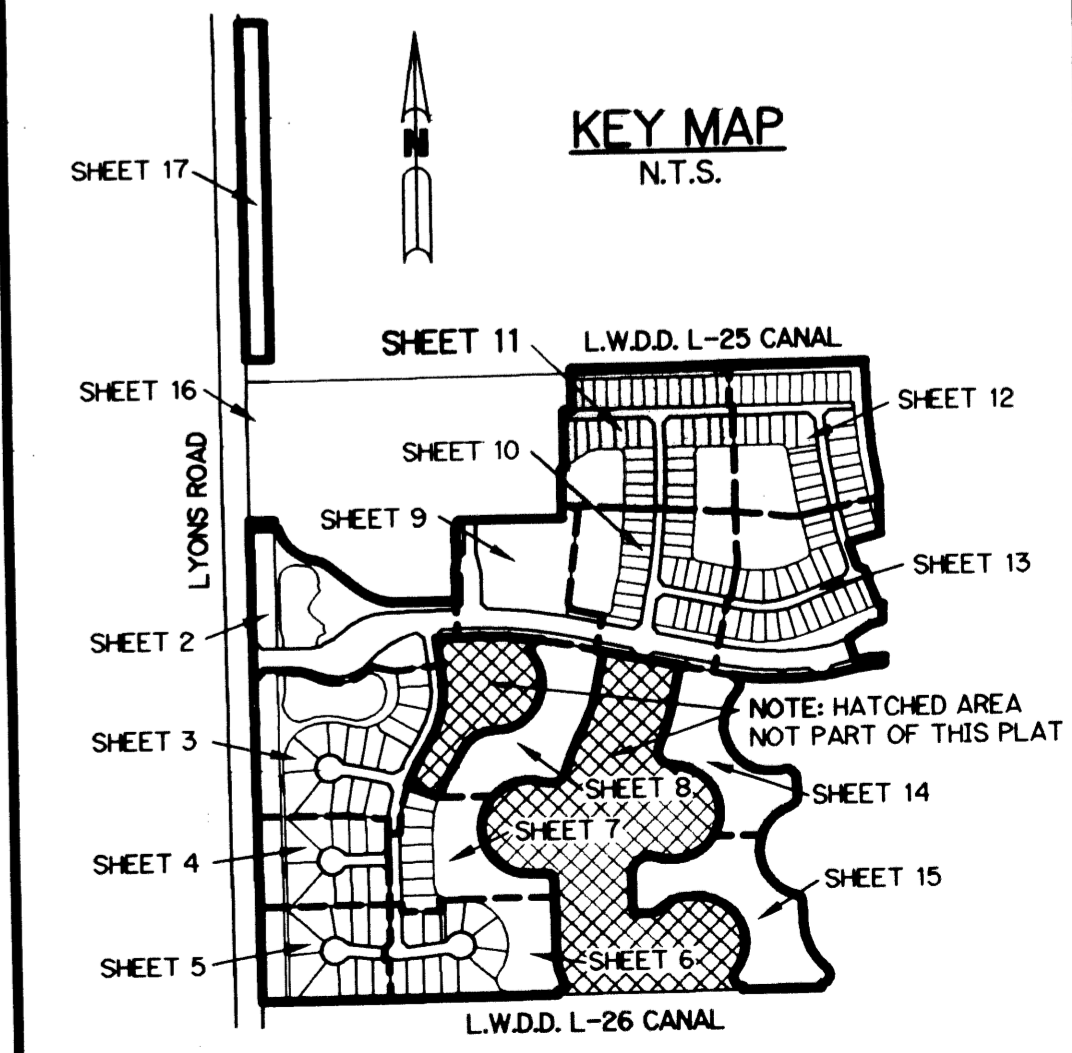 KEY MAP
N.T.S.
N
SHEET 17
SHEET 11
L.W.D.D. L-25 CANAL
SHEET 16
SHEET 12
SHEET 10
LYONS ROAD
SHEET 9
SHEET 13
SHEET 2
NOTE: HATCHED AREA
NOT PART OF THIS PLAT
SHEET 3
SHEET 8
SHEET 14
SHEET 7
SHEET 4
SHEET 15
SHEET 5
SHEET 6
L.W.D.D. L-26 CANAL